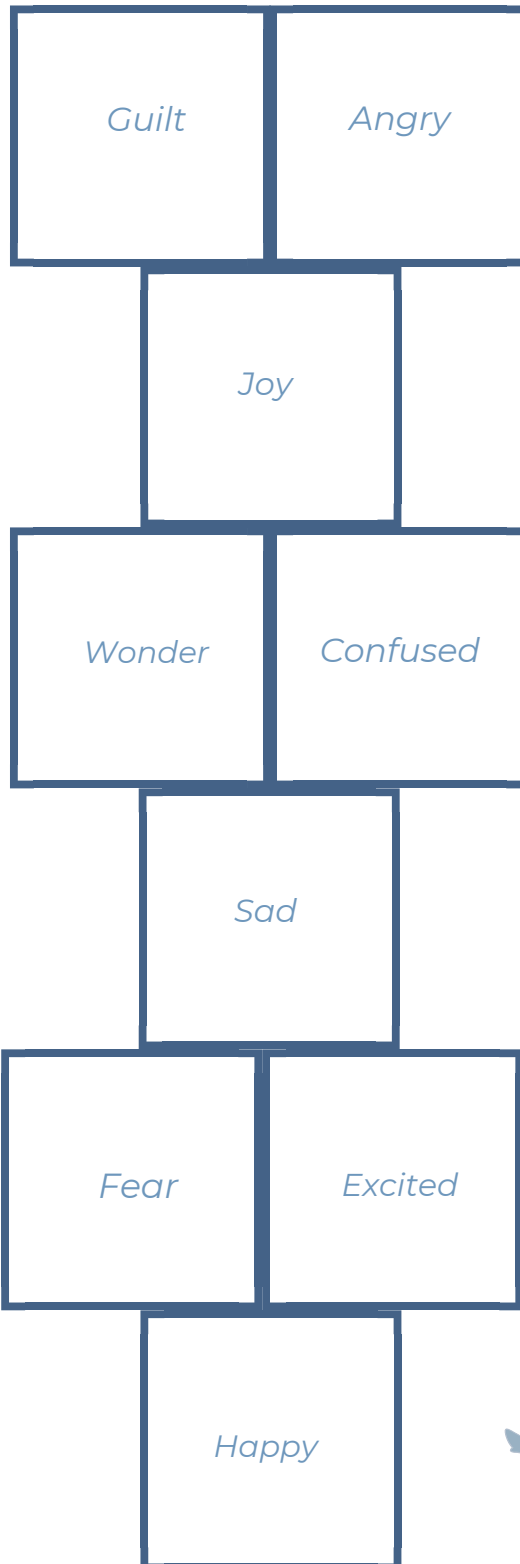 Guilt
Angry
Joy
Wonder
Confused
Sad
Fear
Excited
Happy